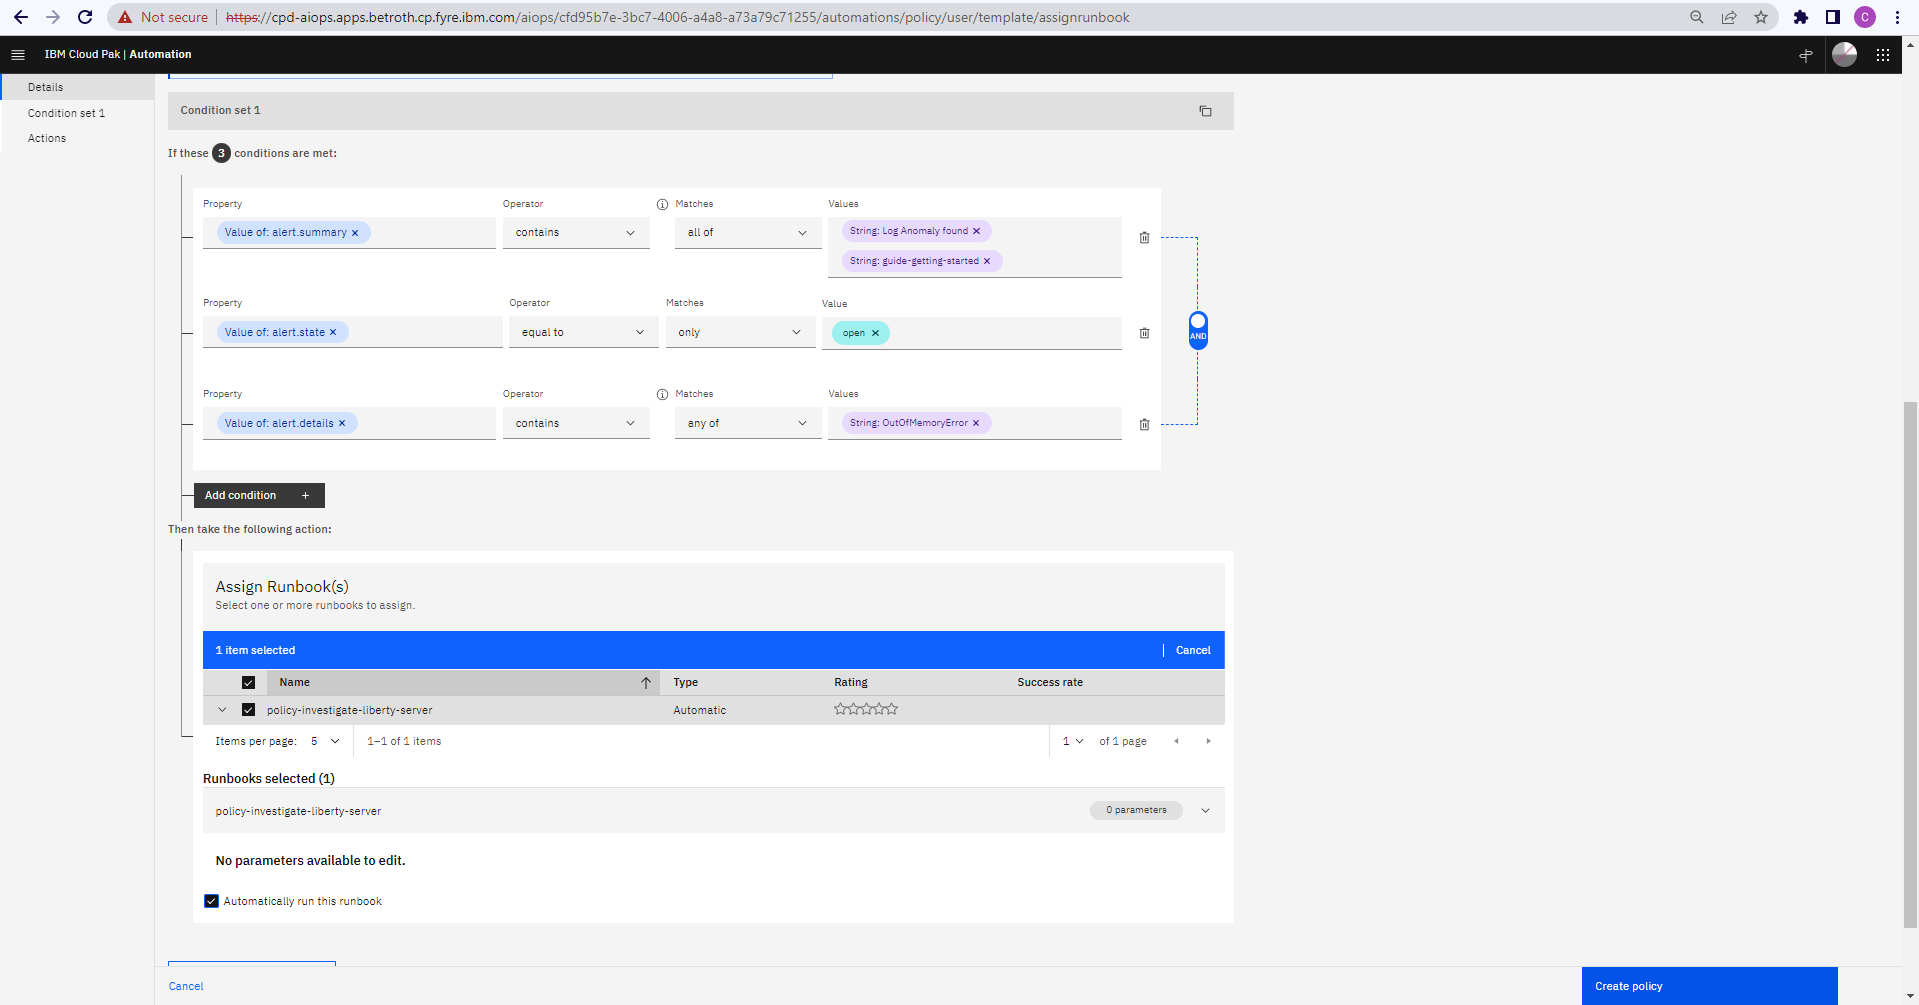 Not secure
https://cpd-aiops.apps.betroth.cp.fyre.ibm.com/aiops/cfd95b7e-3bc7-4006-a4a8-a73a79c71255/automations/policy/user/template/assignrunbook
C
IBM Cloud Pak | Automation
Details
Condition set 1
Actions
Condition set 1
If these 3 conditions are met:
Property Operator Matches Values
Value of: alert.summary contains all of String: Log Anomaly found
String: guide-getting-started
Property Operator Matches Value
Value of: alert.state equal to only open
AND
Property Operator Matches Values
Value of: alert.details contains any of String: OutOfMemoryError
Add condition +
Then take the following action:
Assign Runbook(s)
Select one or more runbooks to assign.
1 item selected Cancel
Name Type Rating Success rate
policy-investigate-liberty-server Automatic
Items per page: 5 1–1 of 1 items 1 of 1 page
Runbooks selected (1)
policy-investigate-liberty-server 0 parameters
No parameters available to edit.
Automatically run this runbook
Cancel Create policy